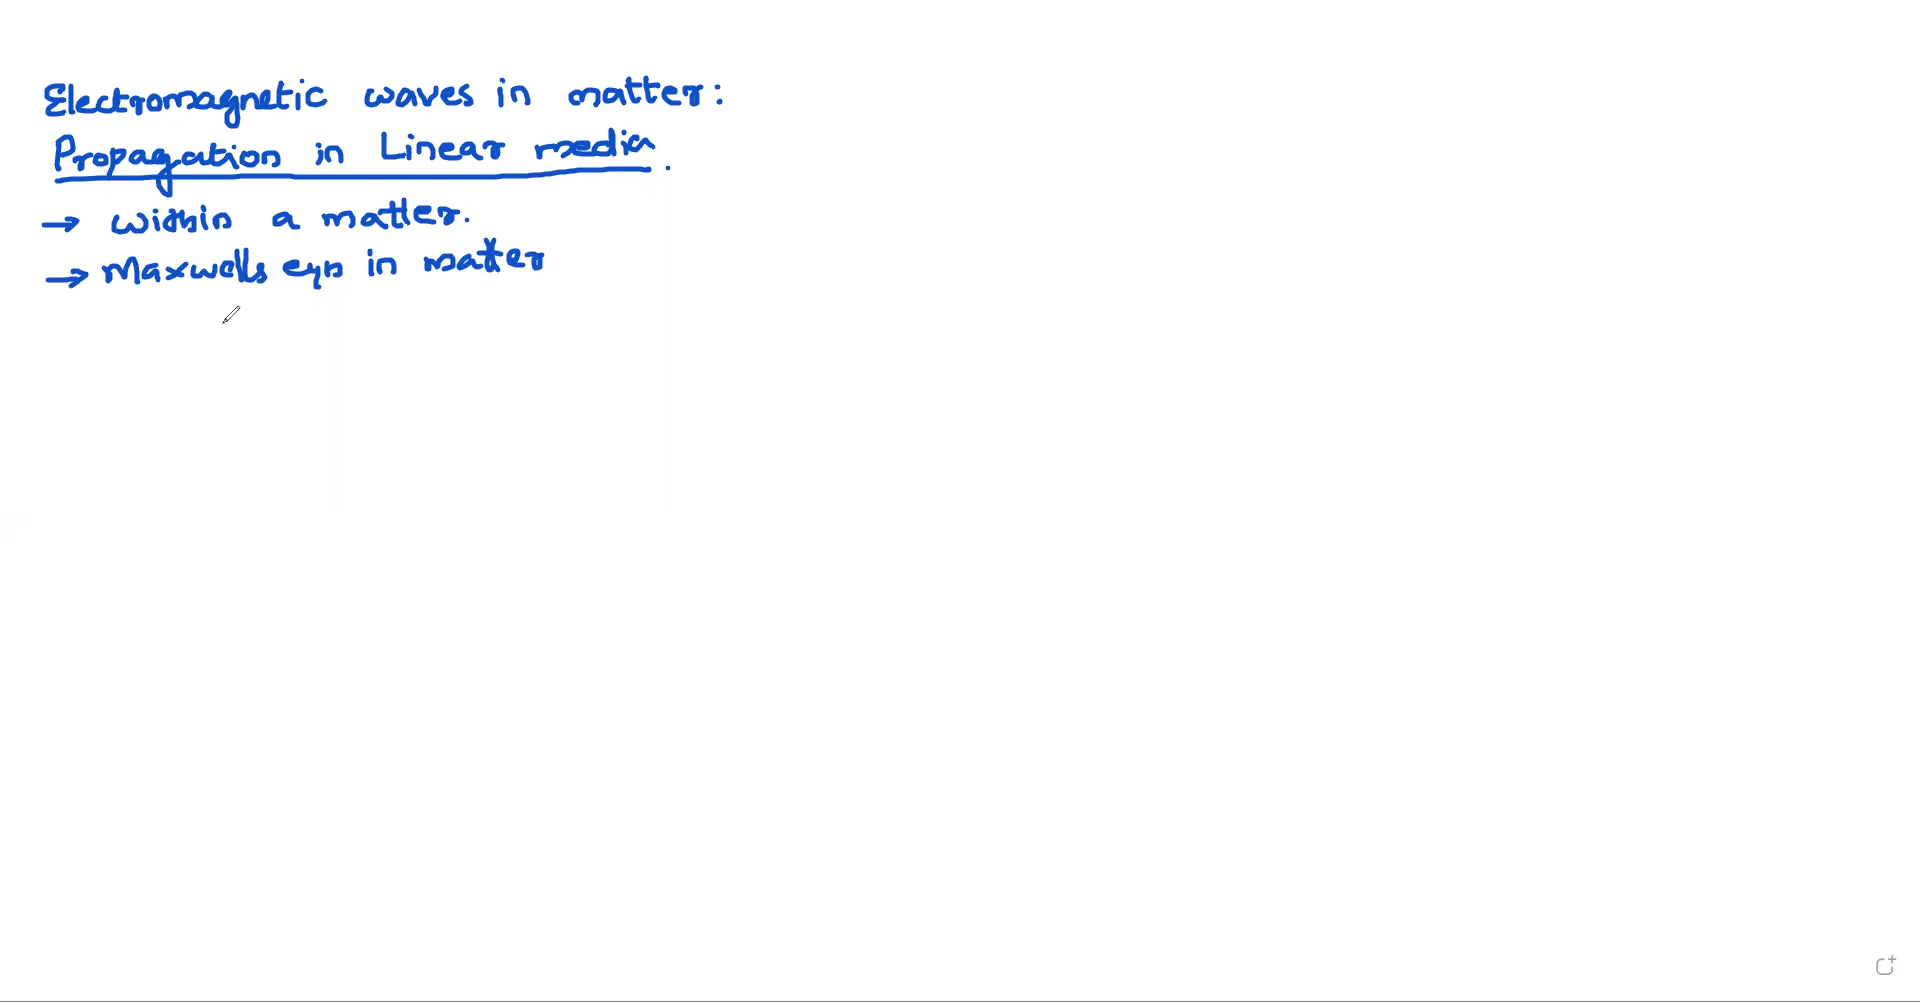 Electromagnetic waves in matter:
Propagation in Linear media.
→ within a matter.
→ Maxwells eqn in matter